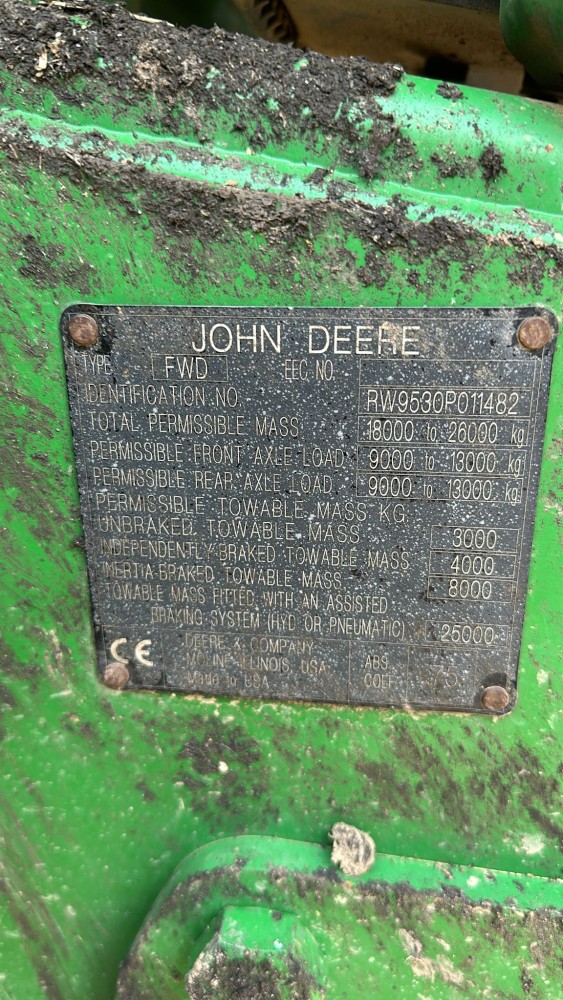 JOHN DEERE
TYPE FWD EEC NO.
IDENTIFICATION NO. RW9530P011482
TOTAL PERMISSIBLE MASS 18000 to 26000 kg
PERMISSIBLE FRONT AXLE LOAD 9000 to 13000 kg
PERMISSIBLE REAR AXLE LOAD 9000 to 13000 kg
PERMISSIBLE TOWABLE MASS KG
UNBRAKED TOWABLE MASS 3000
INDEPENDENTLY-BRAKED TOWABLE MASS 4000
INERTIA-BRAKED TOWABLE MASS 8000
TOWABLE MASS FITTED WITH AN ASSISTED
BRAKING SYSTEM (HYD OR PNEUMATIC) 25000
CE
DEERE & COMPANY
MOLINE ILLINOIS, USA
Made in USA
ABS.
COEF